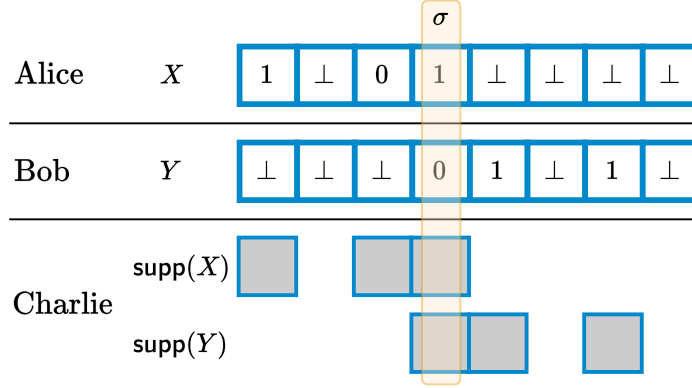 σ
Alice X 1 ⊥ 0 1 ⊥ ⊥ ⊥ ⊥
Bob Y ⊥ ⊥ ⊥ 0 1 ⊥ 1 ⊥
supp(X)
Charlie
supp(Y)